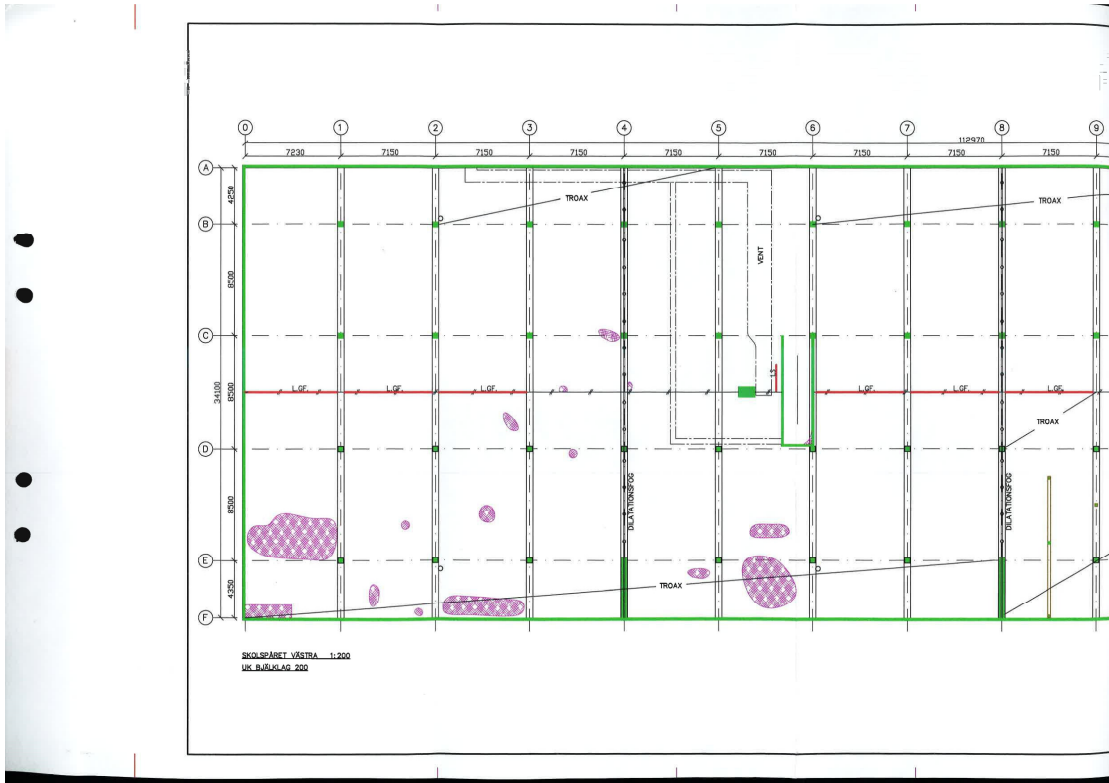 0 1 2 3 4 5 6 7 8 9
112970
7230 7150 7150 7150 7150 7150 7150 7150 7150
A
4250
TROAX
TROAX
B
VENT
8500
C
34100
8500
L.GF. L.GF. L.GF. LS L.GF. L.GF. L.GF.
TROAX
D
8500
DILATATIONSFOG
DILATATIONSFOG
E
4350
TROAX
F
SKOLSPÅRET VÄSTRA 1:200
UK BJÄLKLAG 200